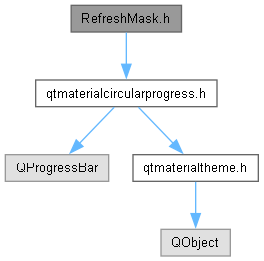 RefreshMask.h
qtmaterialcircularprogress.h
QProgressBar
qtmaterialtheme.h
QObject